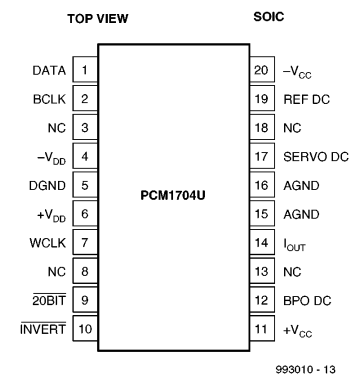 TOP VIEW SOIC
DATA 1 20 –VCC
BCLK 2 19 REF DC
NC 3 18 NC
–VDD 4 17 SERVO DC
DGND 5 16 AGND
+VDD 6 15 AGND
PCM1704U
WCLK 7 14 IOUT
NC 8 13 NC
20BIT 9 12 BPO DC
INVERT 10 11 +VCC
993010 - 13